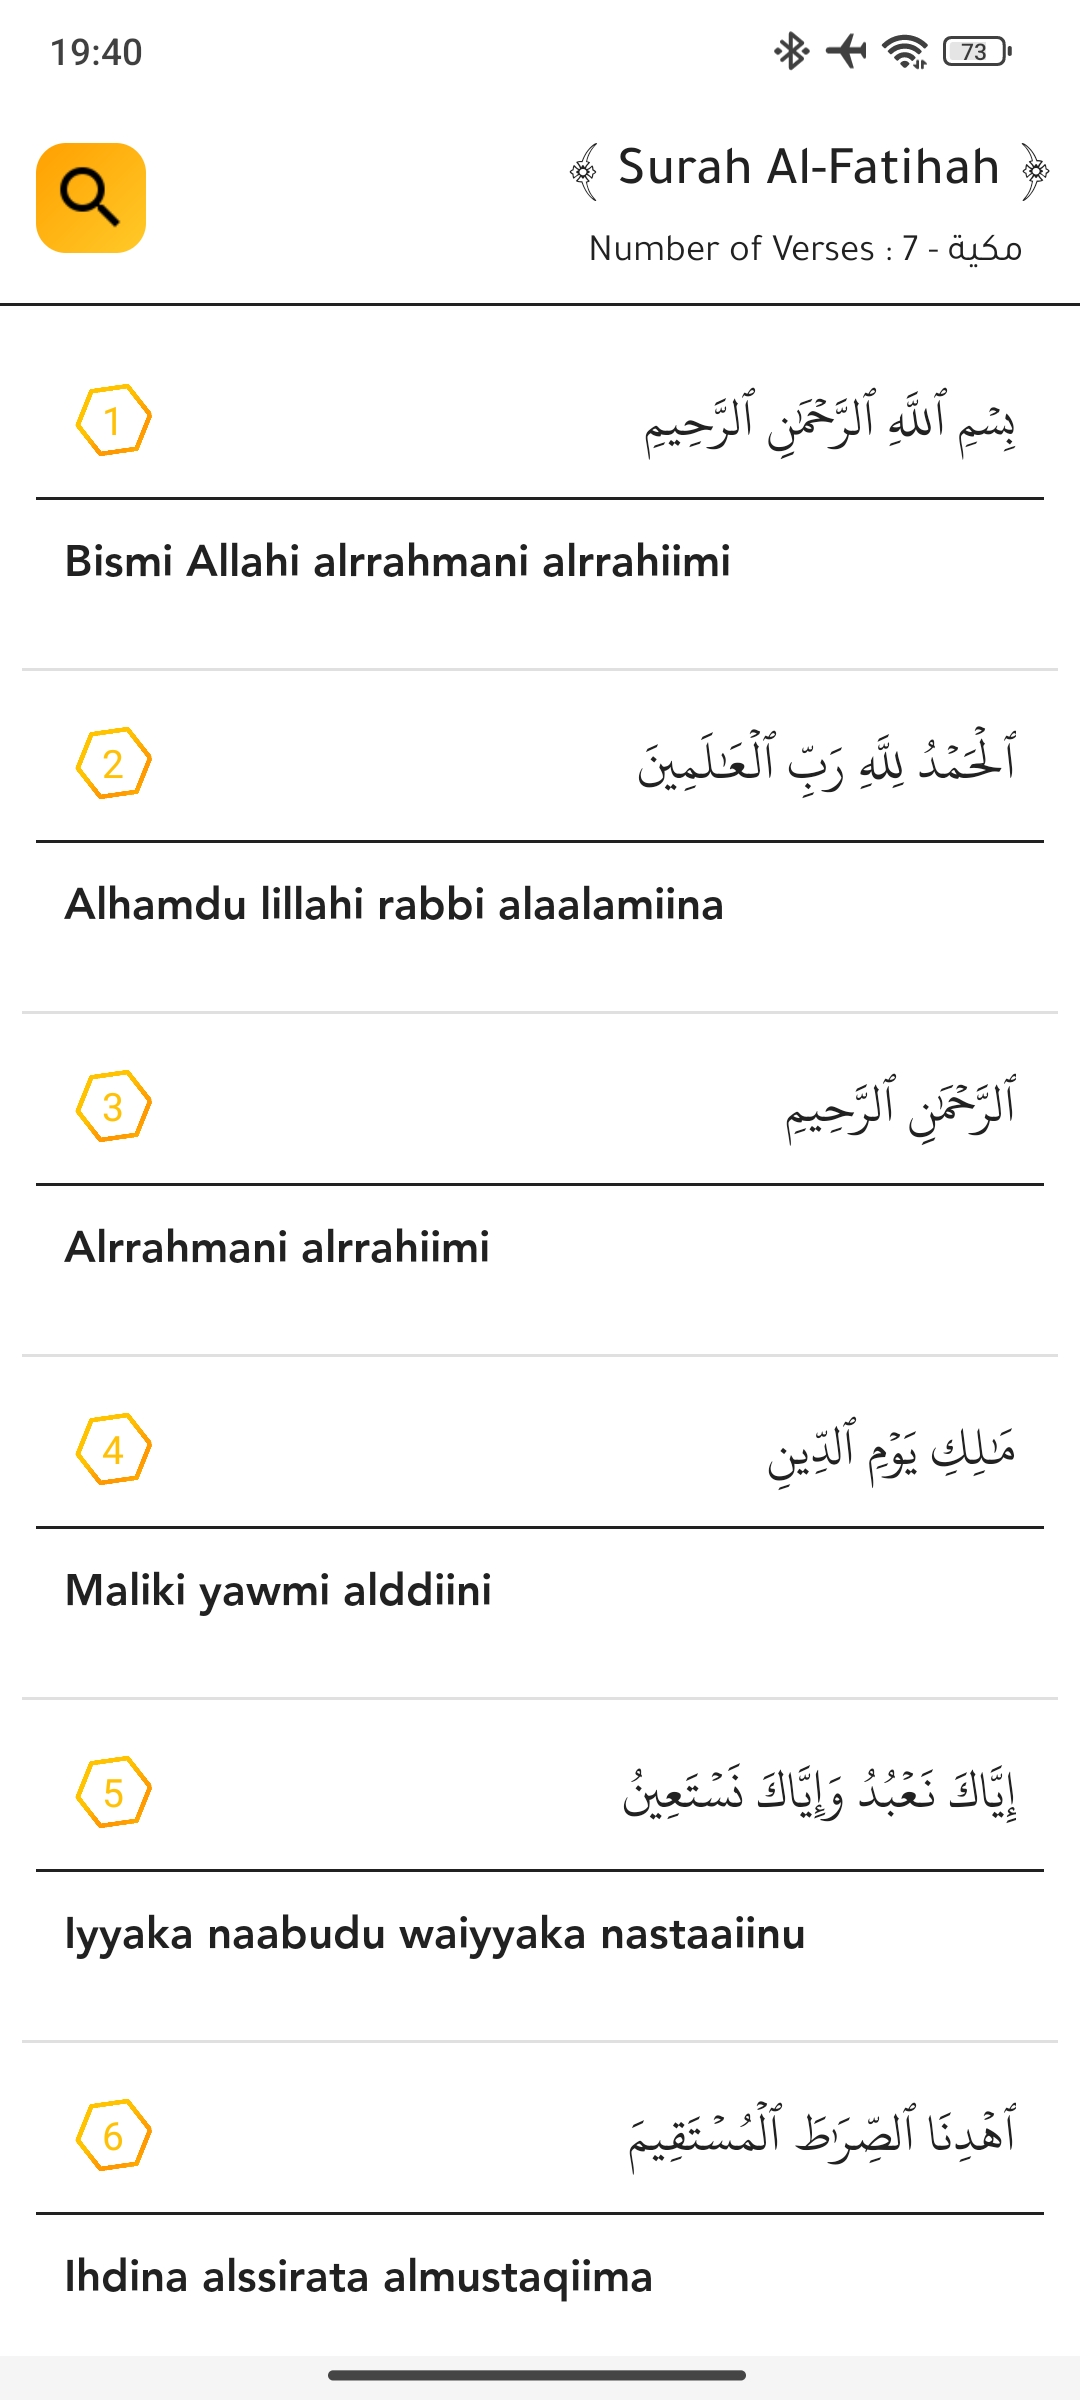 19:40
73
﴾ Surah Al-Fatihah ﴿
Number of Verses : 7 - مكية
1
بِسْمِ ٱللَّهِ ٱلرَّحْمَٰنِ ٱلرَّحِيمِ
Bismi Allahi alrrahmani alrrahiimi
2
ٱلْحَمْدُ لِلَّهِ رَبِّ ٱلْعَٰلَمِينَ
Alhamdu lillahi rabbi alaalamiina
3
ٱلرَّحْمَٰنِ ٱلرَّحِيمِ
Alrrahmani alrrahiimi
4
مَٰلِكِ يَوْمِ ٱلدِّينِ
Maliki yawmi alddiini
5
إِيَّاكَ نَعْبُدُ وَإِيَّاكَ نَسْتَعِينُ
Iyyaka naabudu waiyyaka nastaaiinu
6
ٱهْدِنَا ٱلصِّرَٰطَ ٱلْمُسْتَقِيمَ
Ihdina alssirata almustaqiima